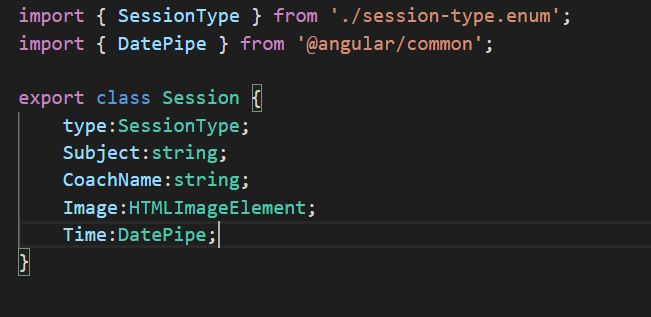 import { SessionType } from './session-type.enum';
import { DatePipe } from '@angular/common';
export class Session {
type:SessionType;
Subject:string;
CoachName:string;
Image:HTMLImageElement;
Time:DatePipe;
}